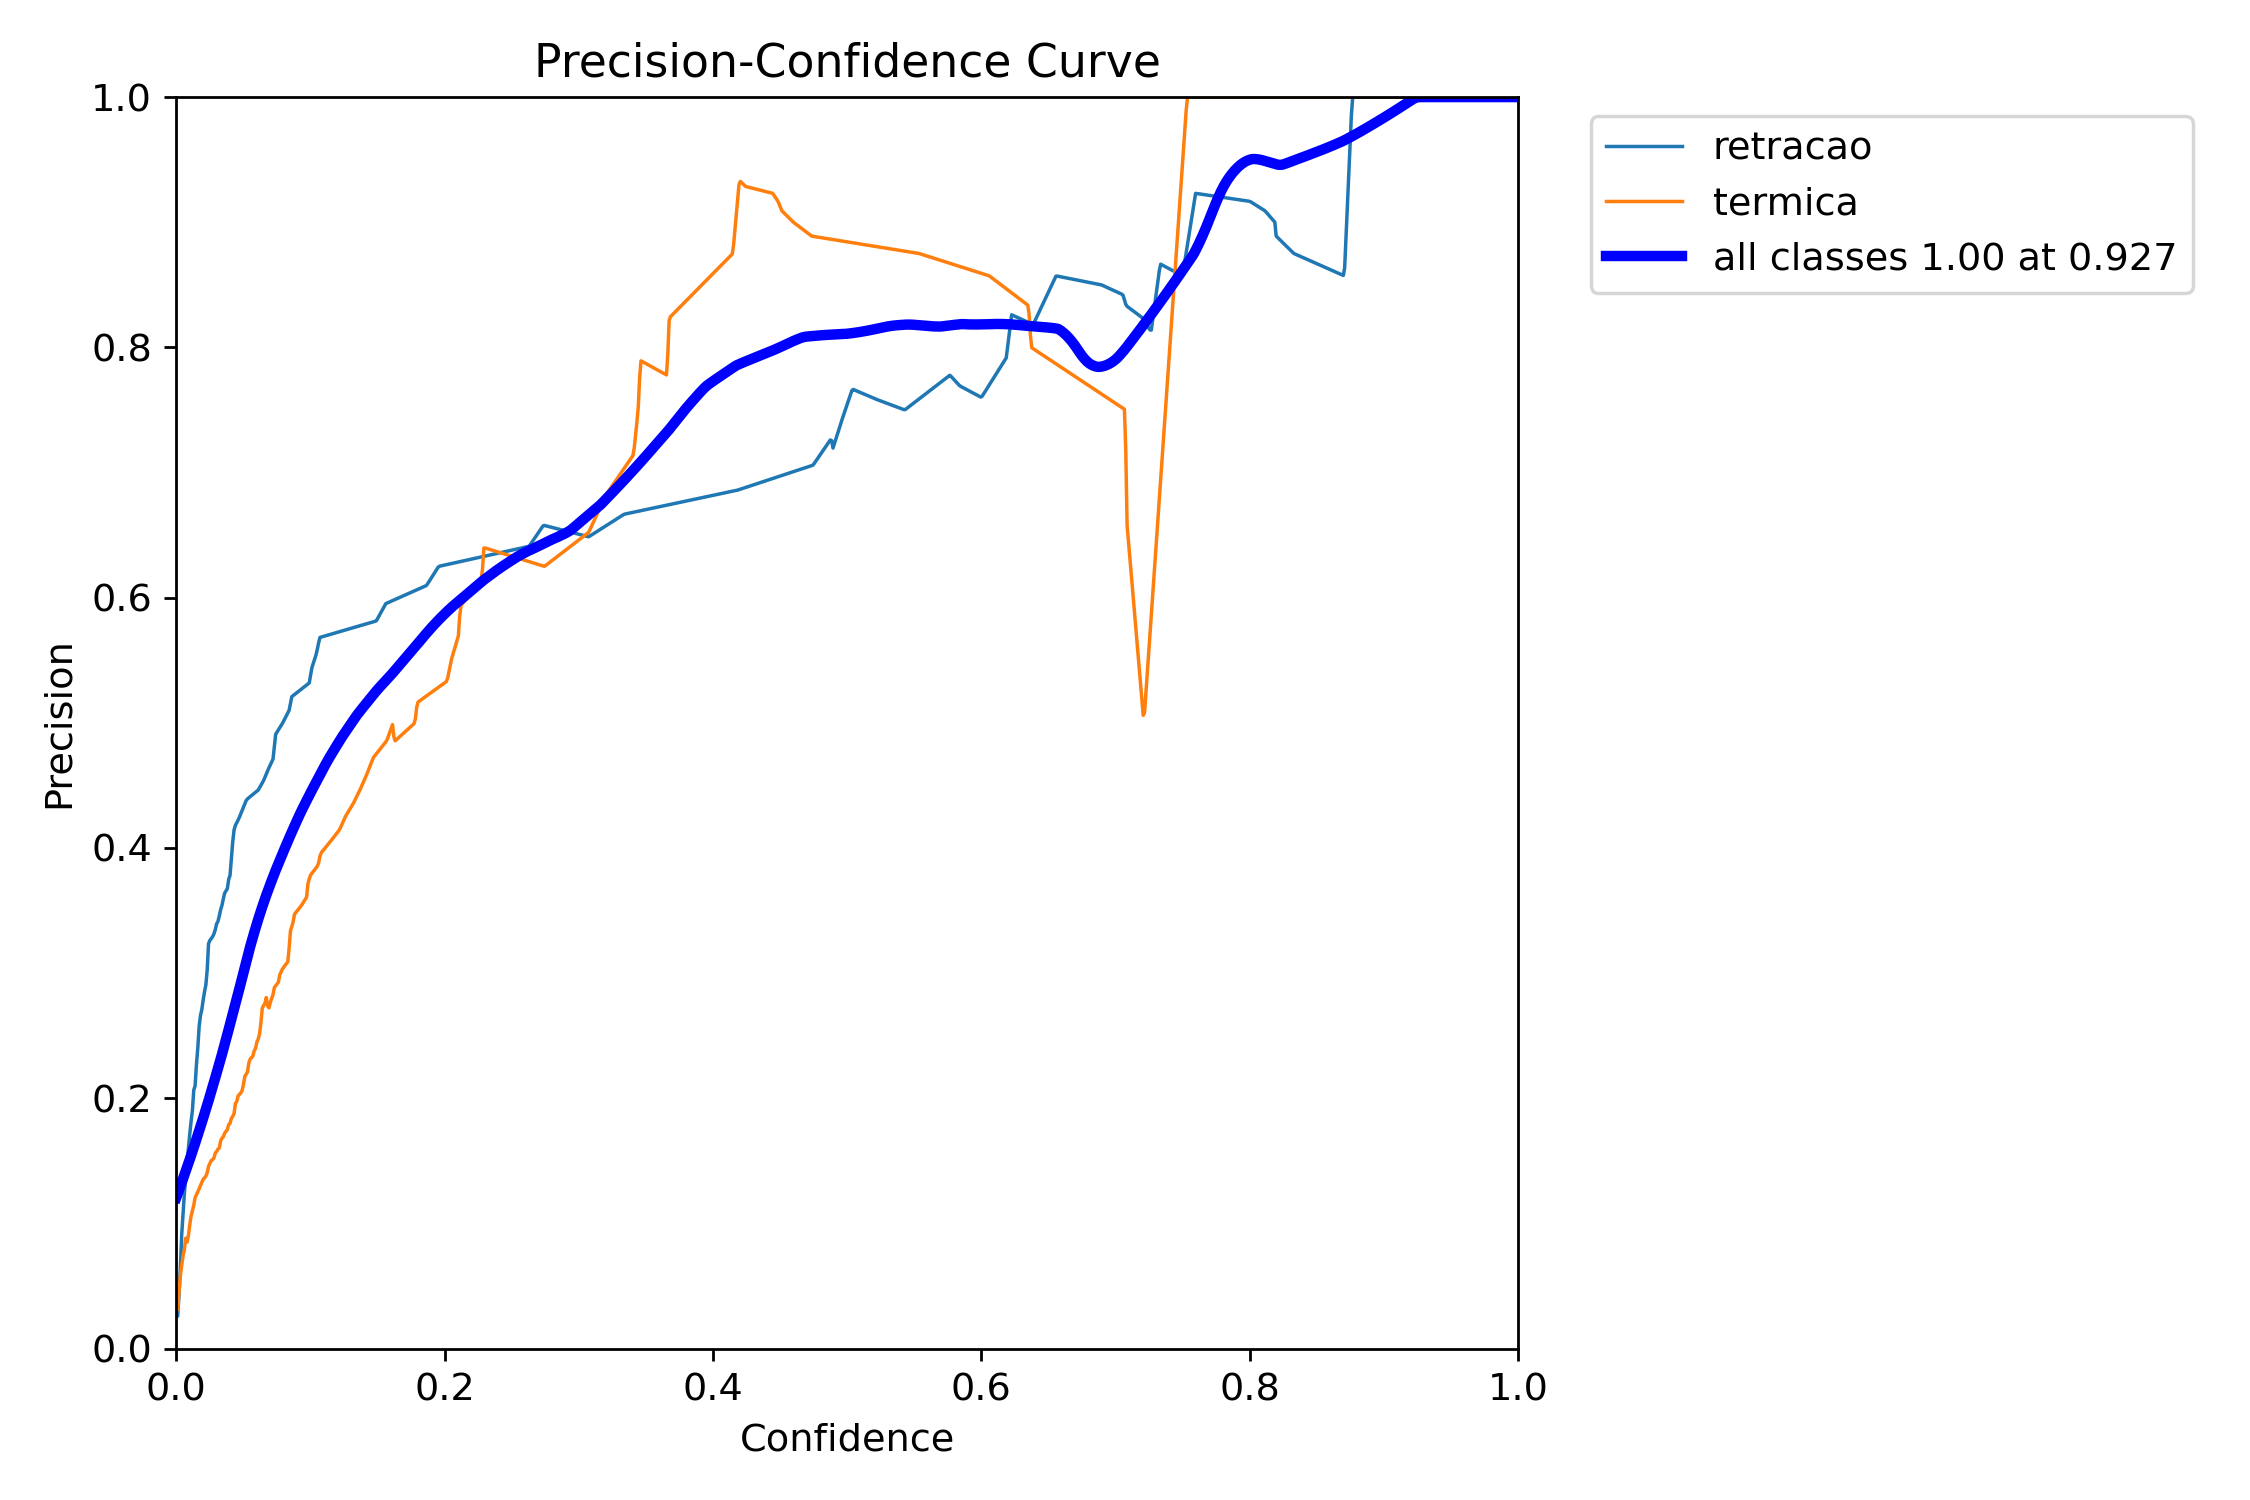 Precision-Confidence Curve
1.0
0.8
0.6
0.4
0.2
0.0
Precision
0.0 0.2 0.4 0.6 0.8 1.0
Confidence
retracao
termica
all classes 1.00 at 0.927